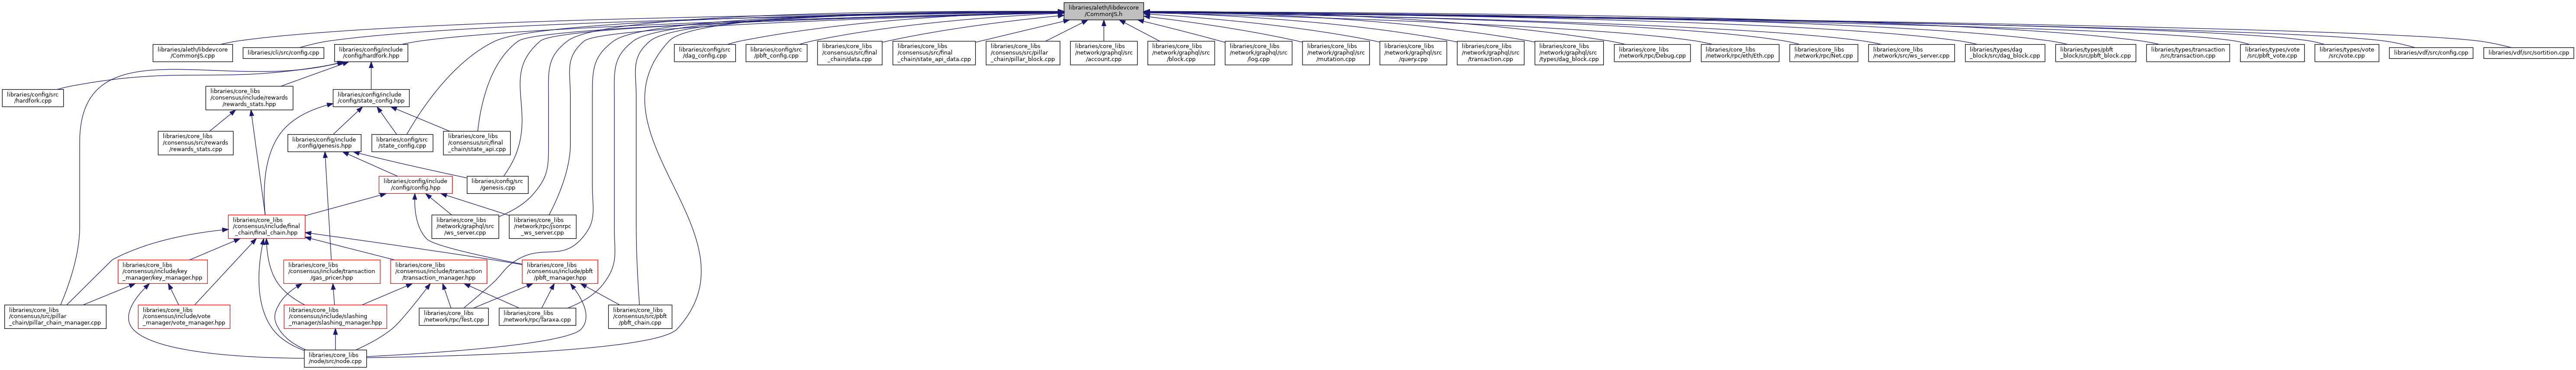 libraries/aleth/libdevcore
/CommonJS.h
libraries/aleth/libdevcore
/CommonJS.cpp
libraries/cli/src/config.cpp
libraries/config/include
/config/hardfork.hpp
libraries/config/src
/dag_config.cpp
libraries/config/src
/pbft_config.cpp
libraries/core_libs
/consensus/src/final
_chain/data.cpp
libraries/core_libs
/consensus/src/final
_chain/state_api_data.cpp
libraries/core_libs
/consensus/src/pillar
_chain/pillar_block.cpp
libraries/core_libs
/network/graphql/src
/account.cpp
libraries/core_libs
/network/graphql/src
/block.cpp
libraries/core_libs
/network/graphql/src
/log.cpp
libraries/core_libs
/network/graphql/src
/mutation.cpp
libraries/core_libs
/network/graphql/src
/query.cpp
libraries/core_libs
/network/graphql/src
/transaction.cpp
libraries/core_libs
/network/graphql/src
/types/dag_block.cpp
libraries/core_libs
/network/rpc/Debug.cpp
libraries/core_libs
/network/rpc/eth/Eth.cpp
libraries/core_libs
/network/rpc/Net.cpp
libraries/core_libs
/network/src/ws_server.cpp
libraries/types/dag
_block/src/dag_block.cpp
libraries/types/pbft
_block/src/pbft_block.cpp
libraries/types/transaction
/src/transaction.cpp
libraries/types/vote
/src/pbft_vote.cpp
libraries/types/vote
/src/vote.cpp
libraries/vdf/src/config.cpp
libraries/vdf/src/sortition.cpp
libraries/config/src
/hardfork.cpp
libraries/core_libs
/consensus/include/rewards
/rewards_stats.hpp
libraries/config/include
/config/state_config.hpp
libraries/core_libs
/consensus/src/rewards
/rewards_stats.cpp
libraries/config/include
/config/genesis.hpp
libraries/config/src
/state_config.cpp
libraries/core_libs
/consensus/src/final
_chain/state_api.cpp
libraries/config/include
/config/config.hpp
libraries/config/src
/genesis.cpp
libraries/core_libs
/consensus/include/final
_chain/final_chain.hpp
libraries/core_libs
/network/graphql/src
/ws_server.cpp
libraries/core_libs
/network/rpc/jsonrpc
_ws_server.cpp
libraries/core_libs
/consensus/include/key
_manager/key_manager.hpp
libraries/core_libs
/consensus/include/transaction
/gas_pricer.hpp
libraries/core_libs
/consensus/include/transaction
/transaction_manager.hpp
libraries/core_libs
/consensus/include/pbft
/pbft_manager.hpp
libraries/core_libs
/consensus/src/pillar
_chain/pillar_chain_manager.cpp
libraries/core_libs
/consensus/include/vote
_manager/vote_manager.hpp
libraries/core_libs
/consensus/include/slashing
_manager/slashing_manager.hpp
libraries/core_libs
/network/rpc/Test.cpp
libraries/core_libs
/network/rpc/Taraxa.cpp
libraries/core_libs
/consensus/src/pbft
/pbft_chain.cpp
libraries/core_libs
/node/src/node.cpp